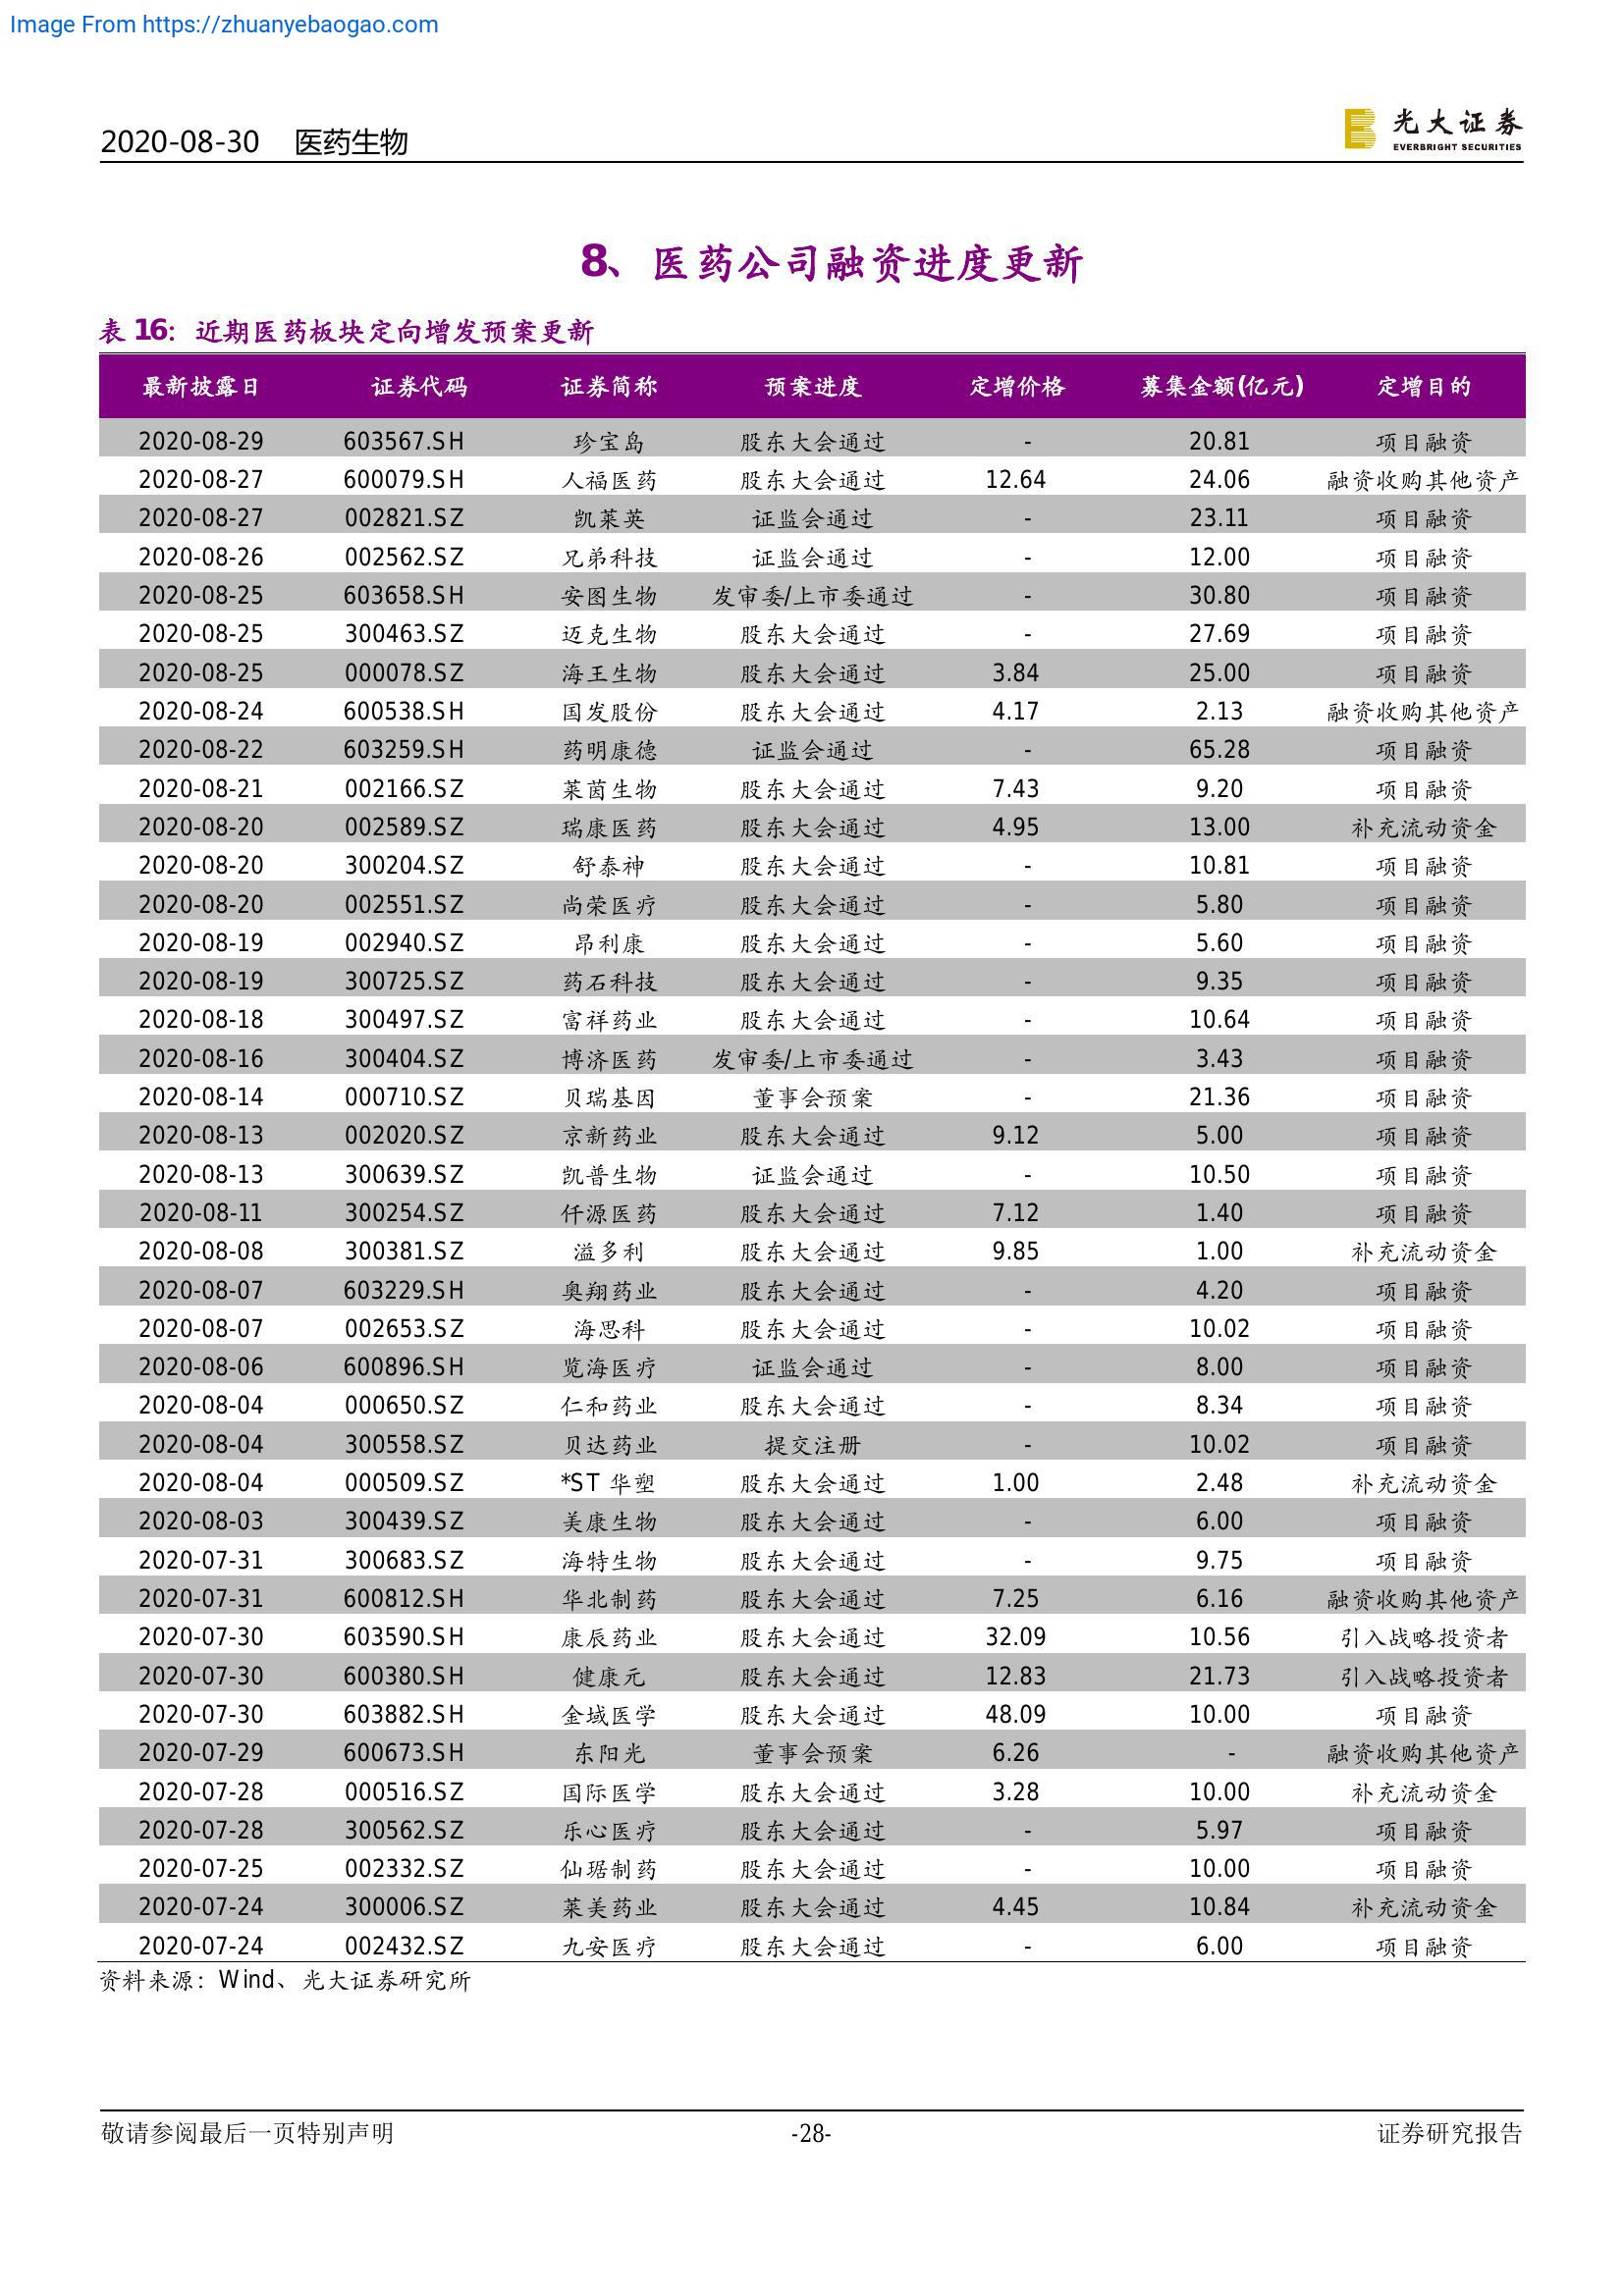 Image From https://zhuanyebaogao.com
2020-08-30 医药生物
光大证券
EVERBRIGHT SECURITIES
8、医药公司融资进度更新
表 16：近期医药板块定向增发预案更新
最新披露日 证券代码 证券简称 预案进度 定增价格 募集金额(亿元) 定增目的
2020-08-29 603567.SH 珍宝岛 股东大会通过 - 20.81 项目融资
2020-08-27 600079.SH 人福医药 股东大会通过 12.64 24.06 融资收购其他资产
2020-08-27 002821.SZ 凯莱英 证监会通过 - 23.11 项目融资
2020-08-26 002562.SZ 兄弟科技 证监会通过 - 12.00 项目融资
2020-08-25 603658.SH 安图生物 发审委/上市委通过 - 30.80 项目融资
2020-08-25 300463.SZ 迈克生物 股东大会通过 - 27.69 项目融资
2020-08-25 000078.SZ 海王生物 股东大会通过 3.84 25.00 项目融资
2020-08-24 600538.SH 国发股份 股东大会通过 4.17 2.13 融资收购其他资产
2020-08-22 603259.SH 药明康德 证监会通过 - 65.28 项目融资
2020-08-21 002166.SZ 莱茵生物 股东大会通过 7.43 9.20 项目融资
2020-08-20 002589.SZ 瑞康医药 股东大会通过 4.95 13.00 补充流动资金
2020-08-20 300204.SZ 舒泰神 股东大会通过 - 10.81 项目融资
2020-08-20 002551.SZ 尚荣医疗 股东大会通过 - 5.80 项目融资
2020-08-19 002940.SZ 昂利康 股东大会通过 - 5.60 项目融资
2020-08-19 300725.SZ 药石科技 股东大会通过 - 9.35 项目融资
2020-08-18 300497.SZ 富祥药业 股东大会通过 - 10.64 项目融资
2020-08-16 300404.SZ 博济医药 发审委/上市委通过 - 3.43 项目融资
2020-08-14 000710.SZ 贝瑞基因 董事会预案 - 21.36 项目融资
2020-08-13 002020.SZ 京新药业 股东大会通过 9.12 5.00 项目融资
2020-08-13 300639.SZ 凯普生物 证监会通过 - 10.50 项目融资
2020-08-11 300254.SZ 仟源医药 股东大会通过 7.12 1.40 项目融资
2020-08-08 300381.SZ 溢多利 股东大会通过 9.85 1.00 补充流动资金
2020-08-07 603229.SH 奥翔药业 股东大会通过 - 4.20 项目融资
2020-08-07 002653.SZ 海思科 股东大会通过 - 10.02 项目融资
2020-08-06 600896.SH 览海医疗 证监会通过 - 8.00 项目融资
2020-08-04 000650.SZ 仁和药业 股东大会通过 - 8.34 项目融资
2020-08-04 300558.SZ 贝达药业 提交注册 - 10.02 项目融资
2020-08-04 000509.SZ *ST 华塑 股东大会通过 1.00 2.48 补充流动资金
2020-08-03 300439.SZ 美康生物 股东大会通过 - 6.00 项目融资
2020-07-31 300683.SZ 海特生物 股东大会通过 - 9.75 项目融资
2020-07-31 600812.SH 华北制药 股东大会通过 7.25 6.16 融资收购其他资产
2020-07-30 603590.SH 康辰药业 股东大会通过 32.09 10.56 引入战略投资者
2020-07-30 600380.SH 健康元 股东大会通过 12.83 21.73 引入战略投资者
2020-07-30 603882.SH 金域医学 股东大会通过 48.09 10.00 项目融资
2020-07-29 600673.SH 东阳光 董事会预案 6.26 - 融资收购其他资产
2020-07-28 000516.SZ 国际医学 股东大会通过 3.28 10.00 补充流动资金
2020-07-28 300562.SZ 乐心医疗 股东大会通过 - 5.97 项目融资
2020-07-25 002332.SZ 仙琚制药 股东大会通过 - 10.00 项目融资
2020-07-24 300006.SZ 莱美药业 股东大会通过 4.45 10.84 补充流动资金
2020-07-24 002432.SZ 九安医疗 股东大会通过 - 6.00 项目融资
资料来源：Wind、光大证券研究所
敬请参阅最后一页特别声明 -28- 证券研究报告